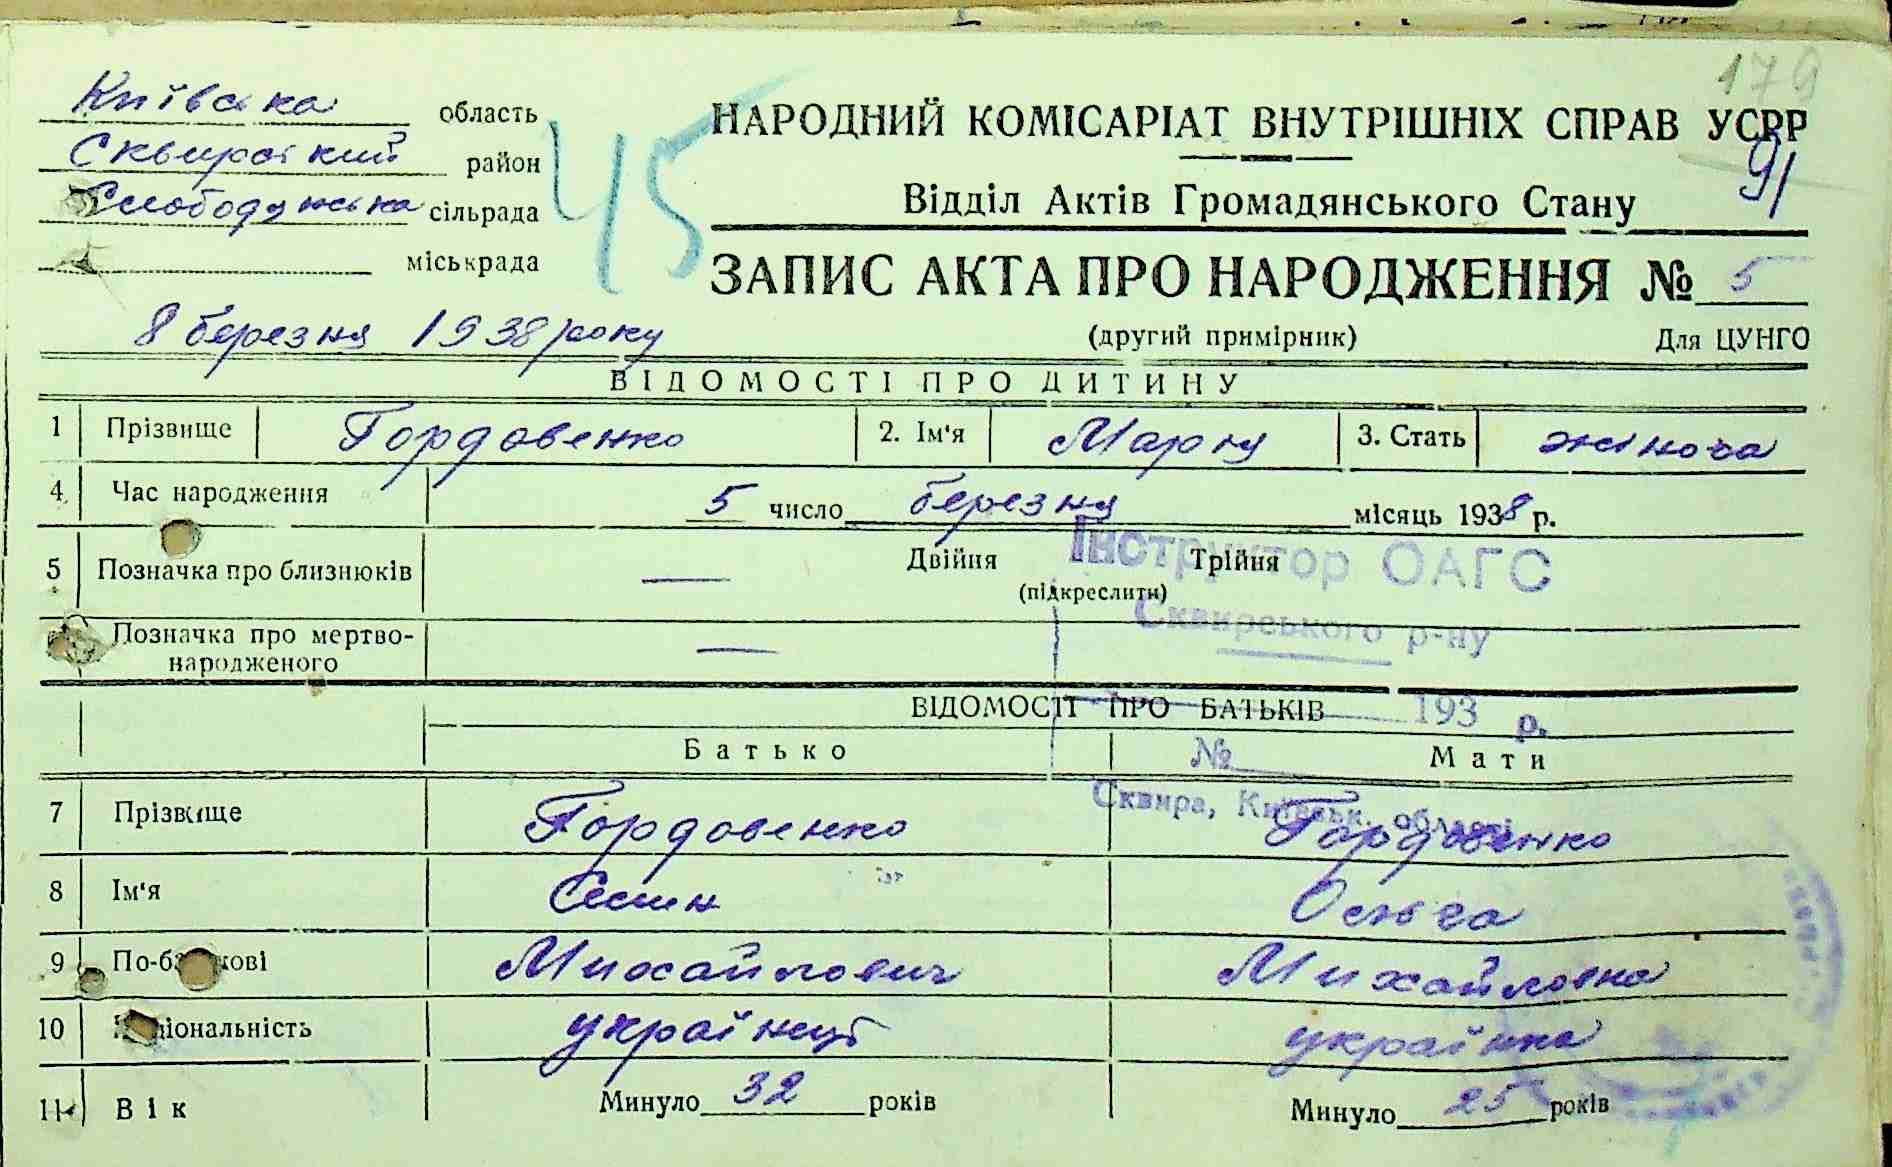 179
Київська область
Сквирський район
Слободянська сільрада
міськрада
45
НАРОДНИЙ КОМІСАРІАТ ВНУТРІШНІХ СПРАВ УСРР
91
Відділ Актів Громадянського Стану
ЗАПИС АКТА ПРО НАРОДЖЕННЯ № 5
8 березня 1938 року
(другий примірник) Для ЦУНГО
ВІДОМОСТІ ПРО ДИТИНУ
1 Прізвище Гордовенко 2. Ім'я 3. Стать жіноча
4. Час народження 5 число березня місяць 1938 р.
Інструктор ОАГС
5 Позначка про близнюків — Двійня Трійня
(підкреслити)
Сквирського р-ну
Позначка про мертво-
народженого —
ВІДОМОСТІ ПРО БАТЬКІВ
193 р.
Батько Мати
№
Сквира, Київськ. області
7 Прізвище Гордовенко Гордовенко
8 Ім'я Ольга
9 По-батькові Михайлович Михайловна
10 Національність українці українка
11 Вік Минуло 32 років Минуло 25 років